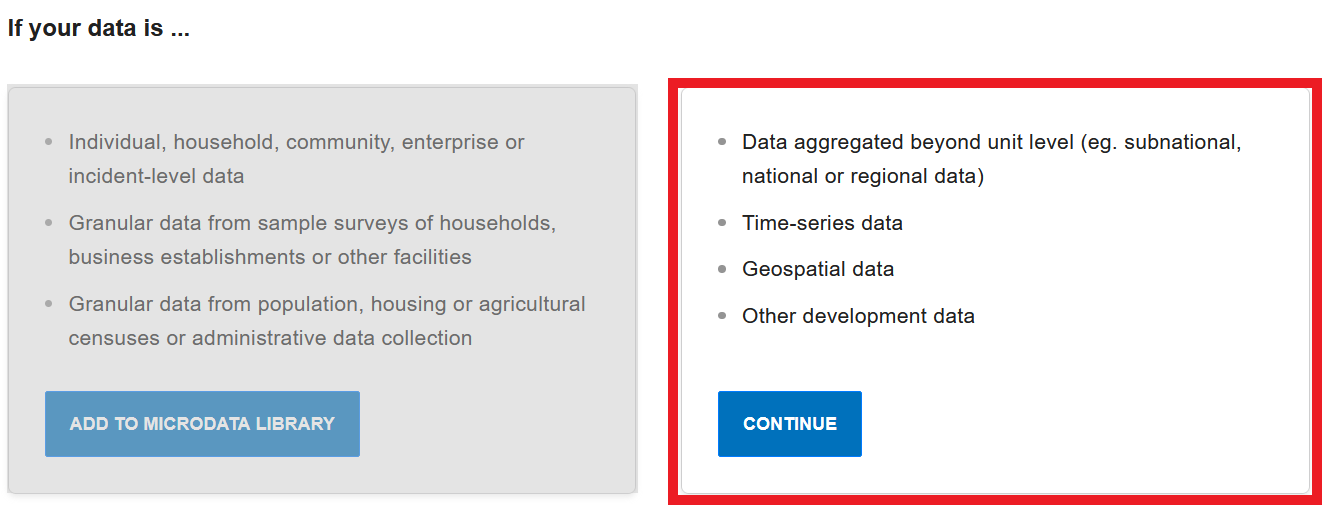 If your data is ...
Individual, household, community, enterprise or
incident-level data
Granular data from sample surveys of households,
business establishments or other facilities
Granular data from population, housing or agricultural
censuses or administrative data collection
ADD TO MICRODATA LIBRARY
Data aggregated beyond unit level (eg. subnational,
national or regional data)
Time-series data
Geospatial data
Other development data
CONTINUE